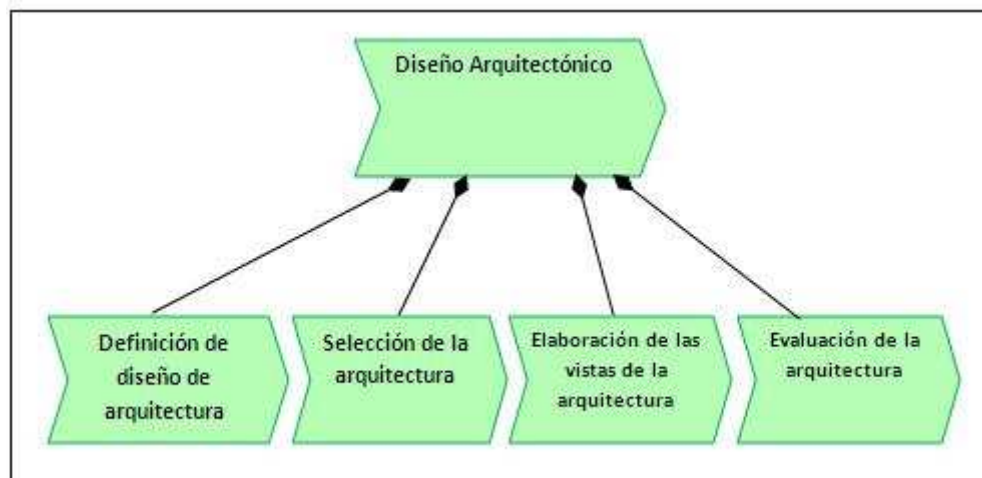 Diseño Arquitectónico
Definición de
diseño de
arquitectura
Selección de la
arquitectura
Elaboración de las
vistas de la
arquitectura
Evaluación de la
arquitectura